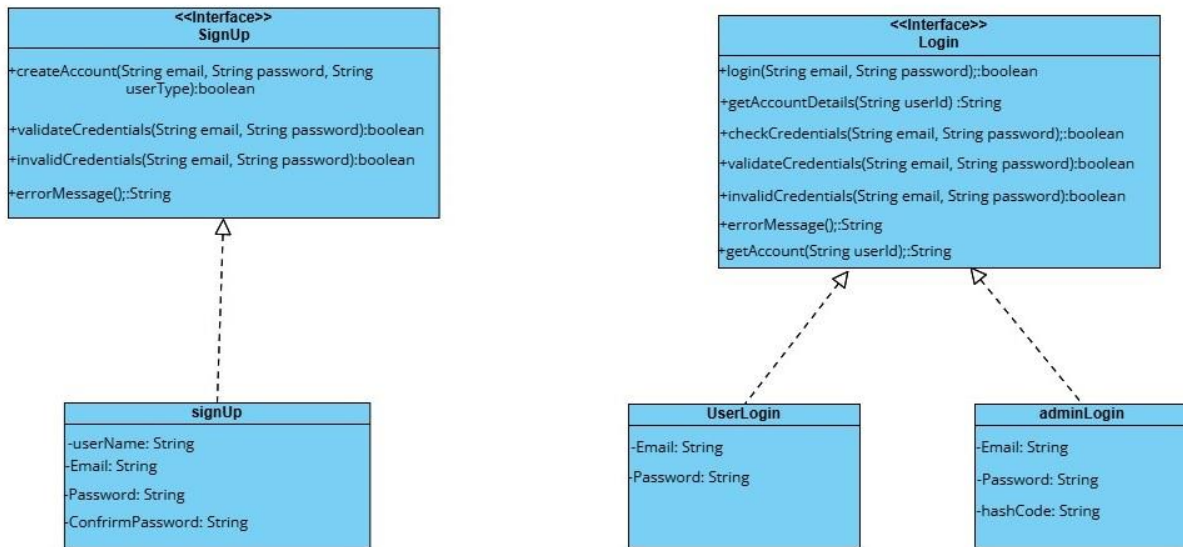 <<Interface>>
SignUp
+createAccount(String email, String password, String
userType):boolean
+validateCredentials(String email, String password):boolean
+invalidCredentials(String email, String password):boolean
+errorMessage();:String
<<Interface>>
Login
+login(String email, String password);:boolean
+getAccountDetails(String userId) :String
+checkCredentials(String email, String password);:boolean
+validateCredentials(String email, String password):boolean
+invalidCredentials(String email, String password):boolean
+errorMessage();:String
+getAccount(String userId);:String
signUp
-userName: String
-Email: String
-Password: String
-ConfrirmPassword: String
UserLogin
-Email: String
-Password: String
adminLogin
-Email: String
-Password: String
-hashCode: String